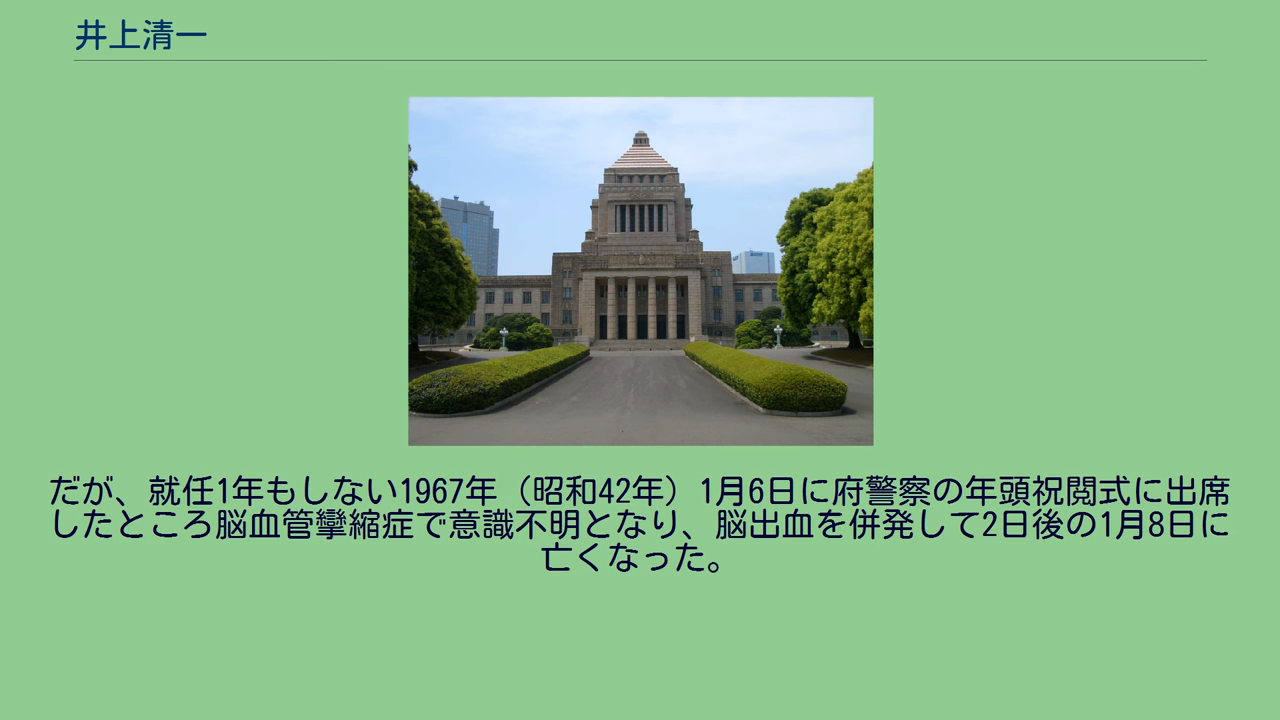 井上清一
だが、就任1年もしない1967年（昭和42年）1月6日に府警察の年頭祝閲式に出席
したところ脳血管攣縮症で意識不明となり、脳出血を併発して2日後の1月8日に
亡くなった。